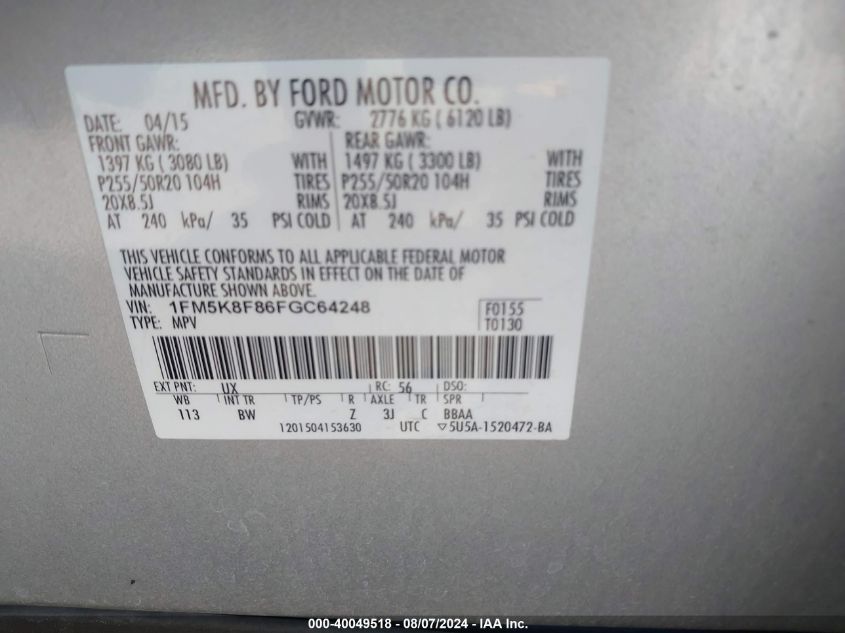 MFD. BY FORD MOTOR CO.
DATE: 04/15 GVWR: 2776 KG ( 6120 LB)
FRONT GAWR: REAR GAWR:
1397 KG ( 3080 LB) WITH 1497 KG ( 3300 LB) WITH
P255/50R20 104H TIRES P255/50R20 104H TIRES
20X8.5J RIMS 20X8.5J RIMS
AT 240 kPa/ 35 PSI COLD AT 240 kPa/ 35 PSI COLD
THIS VEHICLE CONFORMS TO ALL APPLICABLE FEDERAL MOTOR
VEHICLE SAFETY STANDARDS IN EFFECT ON THE DATE OF
MANUFACTURE SHOWN ABOVE.
VIN: 1FM5K8F86FGC64248 F0155
TYPE: MPV T0130
EXT PNT: UX RC: 56 DSO:
WB INT TR TP/PS R AXLE TR SPR
113 BW Z 3J C BBAA
1201504153630 UTC ▽5U5A-1520472-BA
000-40049518 - 08/07/2024 - IAA Inc.